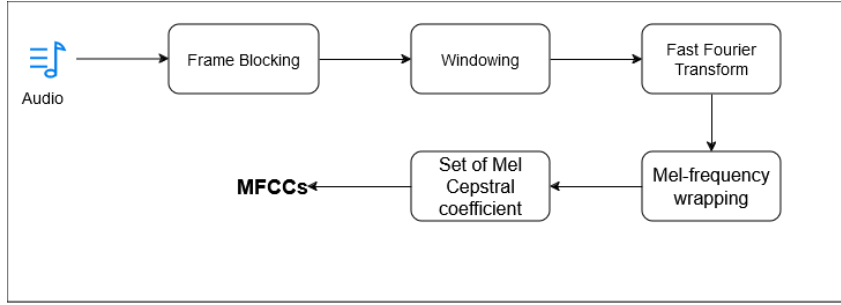 Audio
Frame Blocking
Windowing
Fast Fourier
Transform
Mel-frequency
wrapping
Set of Mel
Cepstral
coefficient
MFCCs